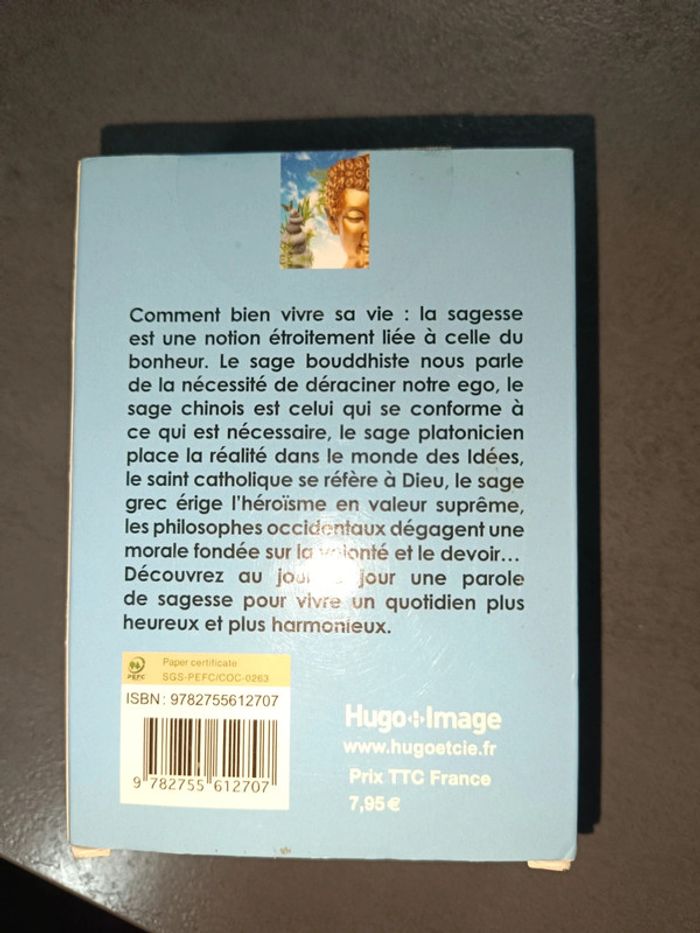 Comment bien vivre sa vie : la sagesse
est une notion étroitement liée à celle du
bonheur. Le sage bouddhiste nous parle
de la nécessité de déraciner notre ego, le
sage chinois est celui qui se conforme à
ce qui est nécessaire, le sage platonicien
place la réalité dans le monde des Idées,
le saint catholique se réfère à Dieu, le sage
grec érige l'héroïsme en valeur suprême,
les philosophes occidentaux dégagent une
morale fondée sur la volonté et le devoir...
Découvrez au jour le jour une parole
de sagesse pour vivre un quotidien plus
heureux et plus harmonieux.
PEFC
Paper certificate
SGS-PEFC/COC-0263
ISBN : 9782755612707
9 782755 612707
Hugo Image
www.hugoetcie.fr
Prix TTC France
7,95€